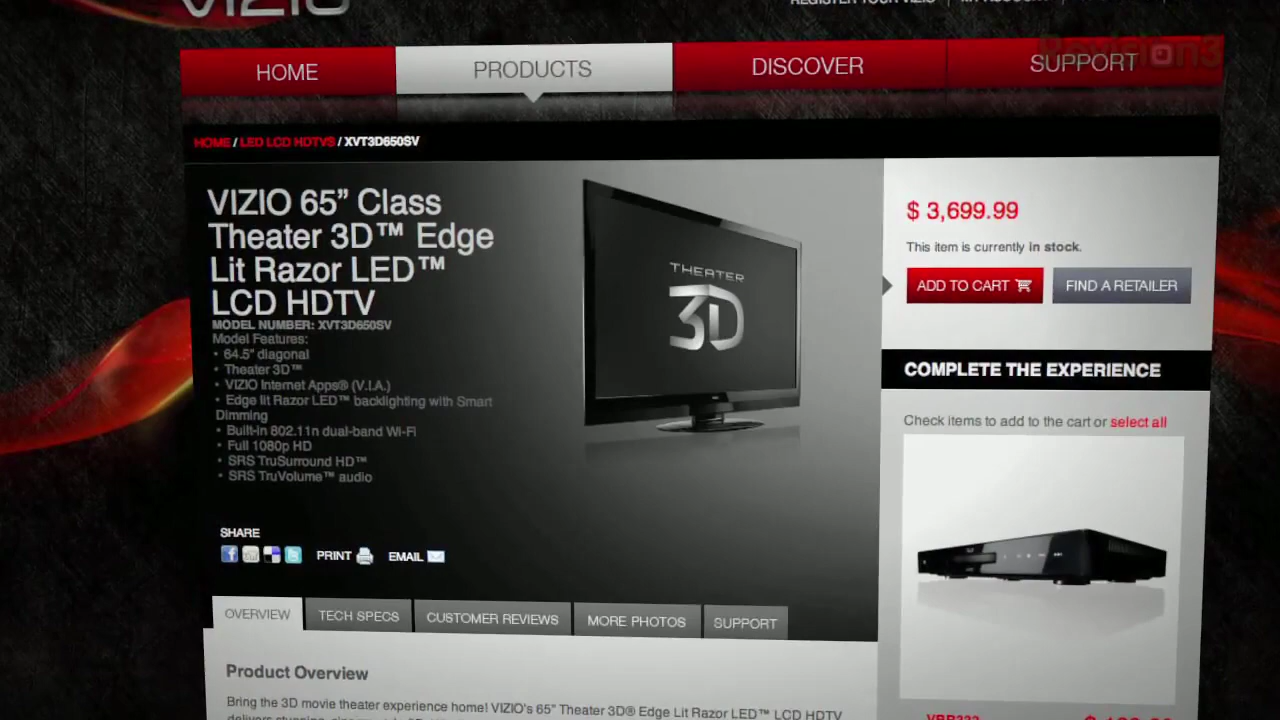 VIZIO
REGISTER YOUR VIZIO
Revision3
HOME
PRODUCTS
DISCOVER
SUPPORT
HOME / LED LCD HDTVS / XVT3D650SV
VIZIO 65” Class
Theater 3D™ Edge
Lit Razor LED™
LCD HDTV
MODEL NUMBER: XVT3D650SV
Model Features:
• 64.5" diagonal
• Theater 3D™
• VIZIO Internet Apps® (V.I.A.)
• Edge lit Razor LED™ backlighting with Smart
Dimming
• Built-in 802.11n dual-band Wi-Fi
• Full 1080p HD
• SRS TruSurround HD™
• SRS TruVolume™ audio
THEATER
3D
$ 3,699.99
This item is currently in stock.
ADD TO CART
FIND A RETAILER
COMPLETE THE EXPERIENCE
Check items to add to the cart or select all
SHARE
PRINT
EMAIL
OVERVIEW
TECH SPECS
CUSTOMER REVIEWS
MORE PHOTOS
SUPPORT
Product Overview
Bring the 3D movie theater experience home! VIZIO's 65” Theater 3D® Edge Lit Razor LED™ LCD HDTV